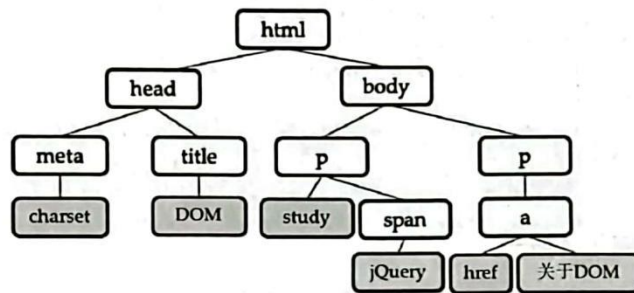 html
head body
meta title p p
charset DOM study span a
jQuery href 关于DOM